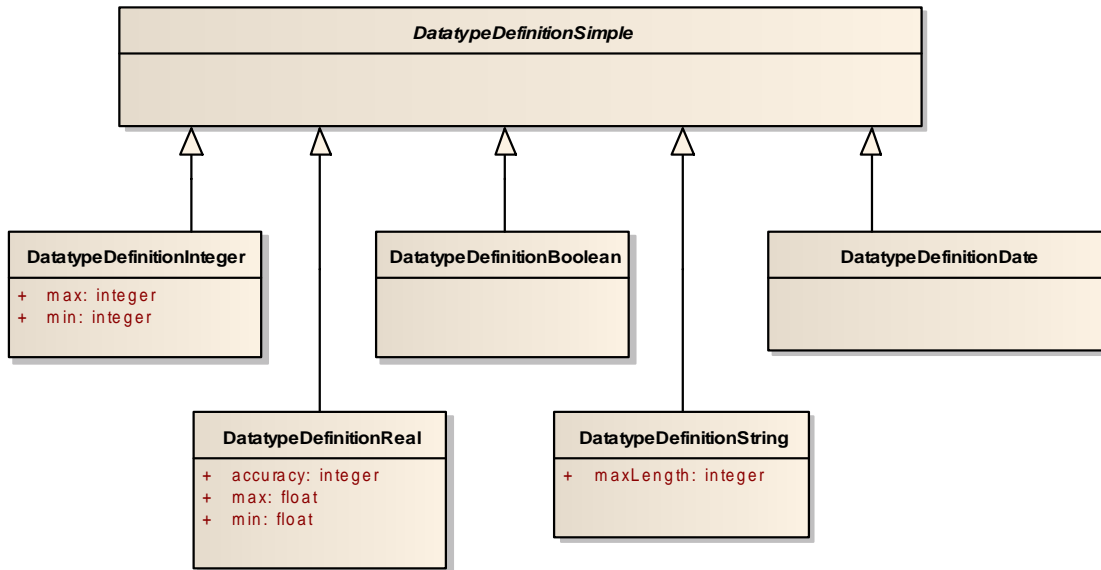 DatatypeDefinitionSimple
DatatypeDefinitionInteger
+ max: integer
+ min: integer
DatatypeDefinitionBoolean
DatatypeDefinitionDate
DatatypeDefinitionReal
+ accuracy: integer
+ max: float
+ min: float
DatatypeDefinitionString
+ maxLength: integer